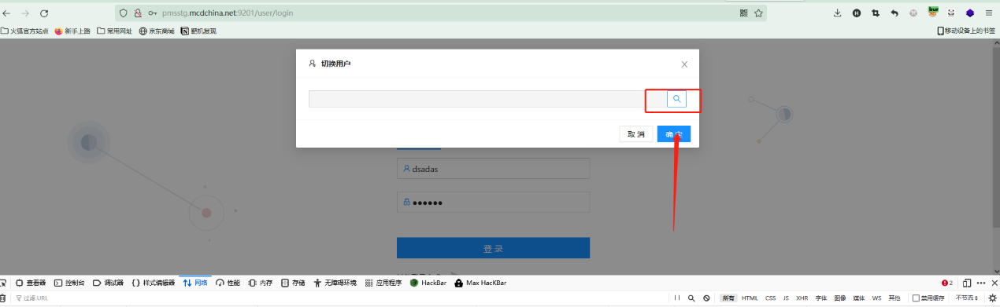 pmsstg.mcdchina.net:9201/user/login
火狐官方站点 新手上路 常用网址 京东商城 靶机发现 移动设备上的书签
切换用户
取 消 确 定
dsadas
●●●●●●
登 录
查看器 控制台 调试器 样式编辑器 网络 性能 内存 存储 无障碍环境 应用程序 HackBar Max HacKBar 2
过滤 URL 所有 HTML CSS JS XHR 字体 图像 媒体 WS 其他 禁用缓存 不节流